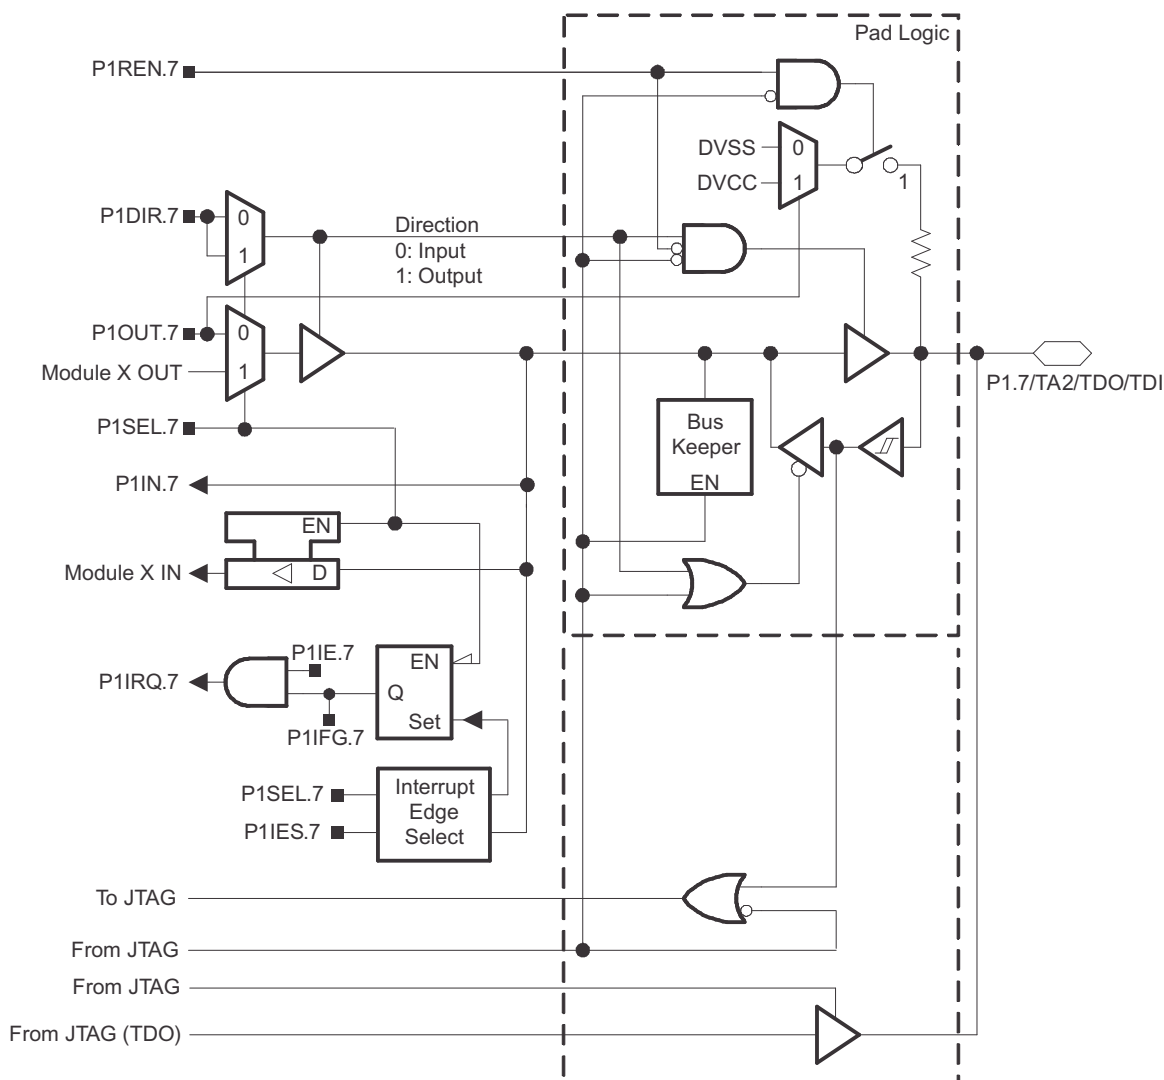 Pad Logic
P1REN.7
DVSS
0
DVCC
1
1
P1DIR.7
0
1
Direction
0: Input
1: Output
P1OUT.7
0
Module X OUT
1
P1.7/TA2/TDO/TDI
P1SEL.7
Bus
Keeper
EN
P1IN.7
EN
Module X IN
D
P1IE.7
P1IRQ.7
EN
Q
Set
P1IFG.7
P1SEL.7
P1IES.7
Interrupt
Edge
Select
To JTAG
From JTAG
From JTAG
From JTAG (TDO)